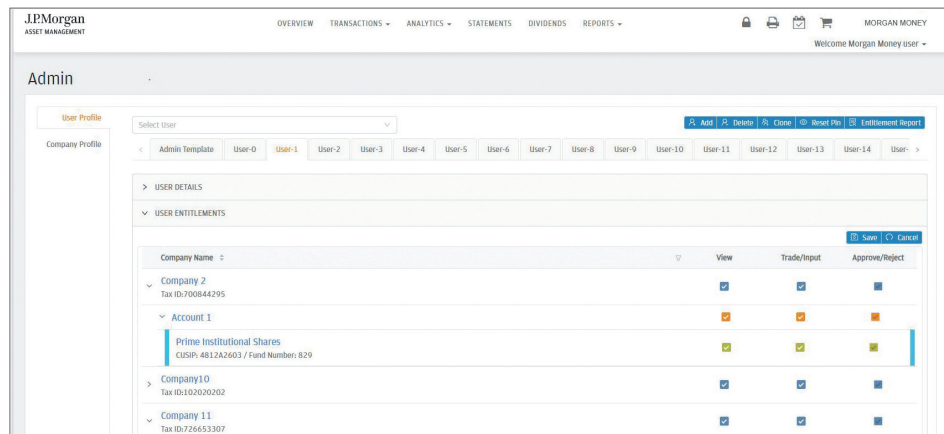 J.P.Morgan
ASSET MANAGEMENT
OVERVIEW TRANSACTIONS ANALYTICS STATEMENTS DIVIDENDS REPORTS
MORGAN MONEY
Welcome Morgan Money user
Admin
User Profile
Company Profile
Select User
Add Delete Clone Reset Pin Entitlement Report
Admin Template User-0 User-1 User-2 User-3 User-4 User-5 User-6 User-7 User-8 User-9 User-10 User-11 User-12 User-13 User-14 User-
USER DETAILS
USER ENTITLEMENTS
Save Cancel
Company Name View Trade/Input Approve/Reject
Company 2
Tax ID:700844295
Account 1
Prime Institutional Shares
CUSIP: 4812A2603 / Fund Number: 829
Company10
Tax ID:102020202
Company 11
Tax ID:726653307